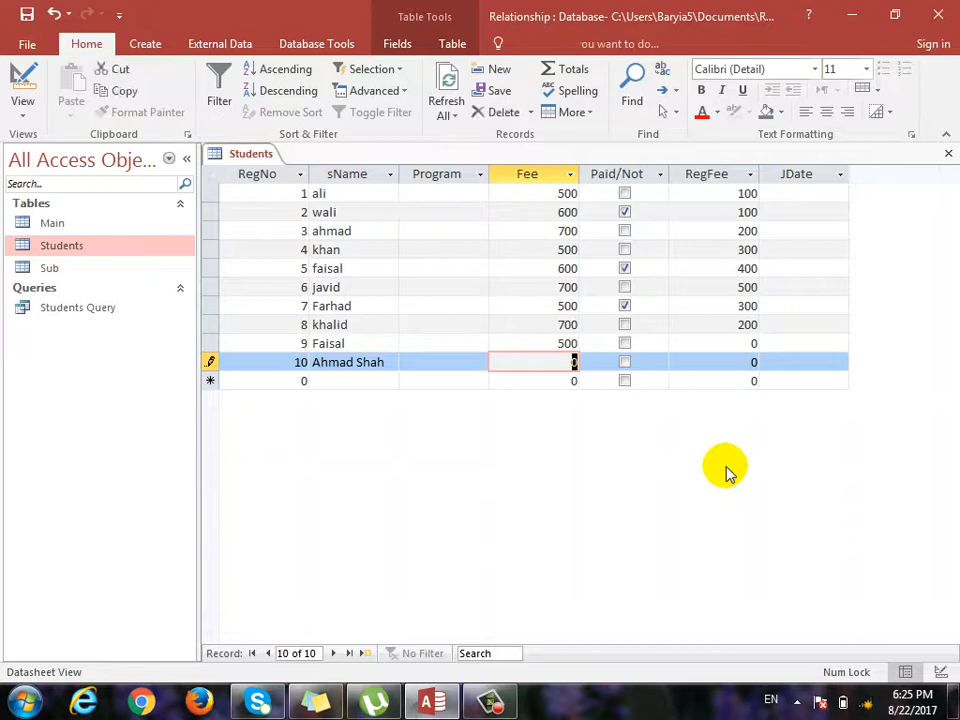 Table Tools
Relationship : Database- C:\Users\Baryia5\Documents\R...
?
File
Home
Create
External Data
Database Tools
Fields
Table
you want to do...
Sign in
View
Paste
Cut
Copy
Format Painter
Filter
Ascending
Descending
Remove Sort
Selection
Advanced
Toggle Filter
Refresh
All
New
Save
Delete
Totals
Spelling
More
Find
Calibri (Detail)
11
B I U
A
Views
Clipboard
Sort & Filter
Records
Find
Text Formatting
All Access Obje...
Search...
Tables
Main
Students
Sub
Queries
Students Query
Students
RegNo sName Program Fee Paid/Not RegFee JDate
1 ali 500 100
2 wali 600 100
3 ahmad 700 200
4 khan 500 300
5 faisal 600 400
6 javid 700 500
7 Farhad 500 300
8 khalid 700 200
9 Faisal 500 0
10 Ahmad Shah 0 0
0 0 0
Record: 10 of 10 No Filter Search
Datasheet View
Num Lock
EN
6:25 PM
8/22/2017